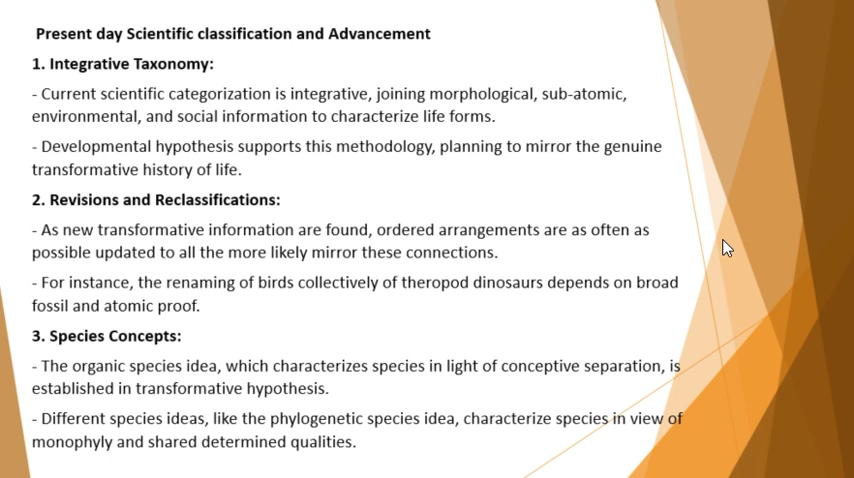 Present day Scientific classification and Advancement
1. Integrative Taxonomy:
- Current scientific categorization is integrative, joining morphological, sub-atomic,
environmental, and social information to characterize life forms.
- Developmental hypothesis supports this methodology, planning to mirror the genuine
transformative history of life.
2. Revisions and Reclassifications:
- As new transformative information are found, ordered arrangements are as often as
possible updated to all the more likely mirror these connections.
- For instance, the renaming of birds collectively of theropod dinosaurs depends on broad
fossil and atomic proof.
3. Species Concepts:
- The organic species idea, which characterizes species in light of conceptive separation, is
established in transformative hypothesis.
- Different species ideas, like the phylogenetic species idea, characterize species in view of
monophyly and shared determined qualities.